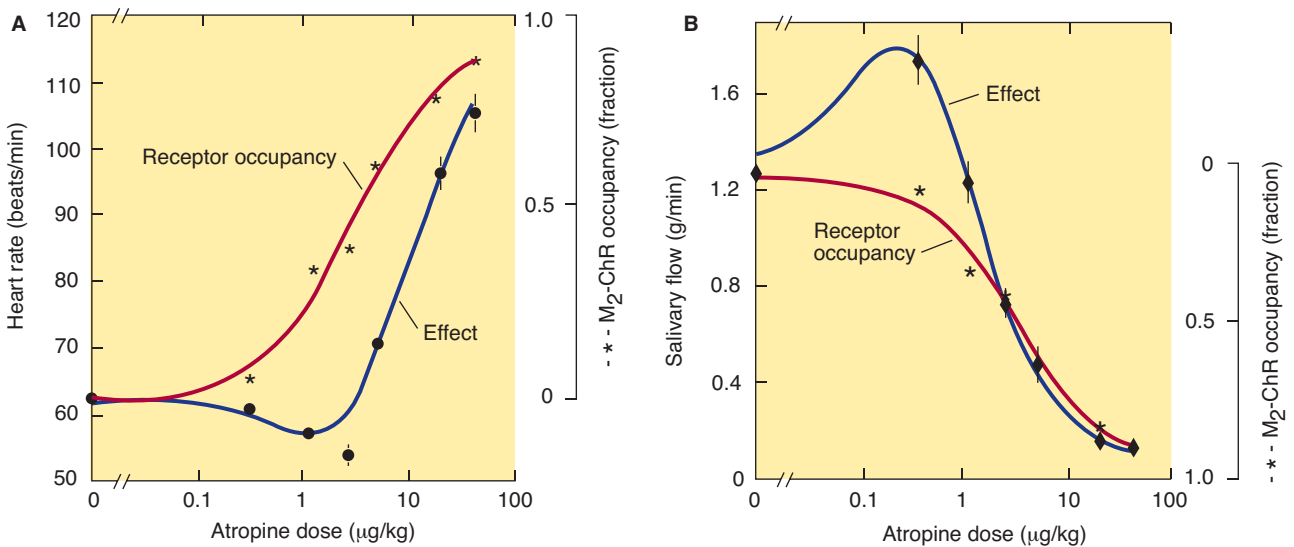 A
120
110
100
90
80
70
60
50
Heart rate (beats/min)
Receptor occupancy
Effect
1.0
0.5
0
- * - M₂-ChR occupancy (fraction)
0
0.1
1
10
100
Atropine dose (μg/kg)
B
1.6
1.2
0.8
0.4
0
Salivary flow (g/min)
Effect
Receptor
occupancy
0
0.5
1.0
- * - M₂-ChR occupancy (fraction)
0
0.1
1
10
100
Atropine dose (μg/kg)